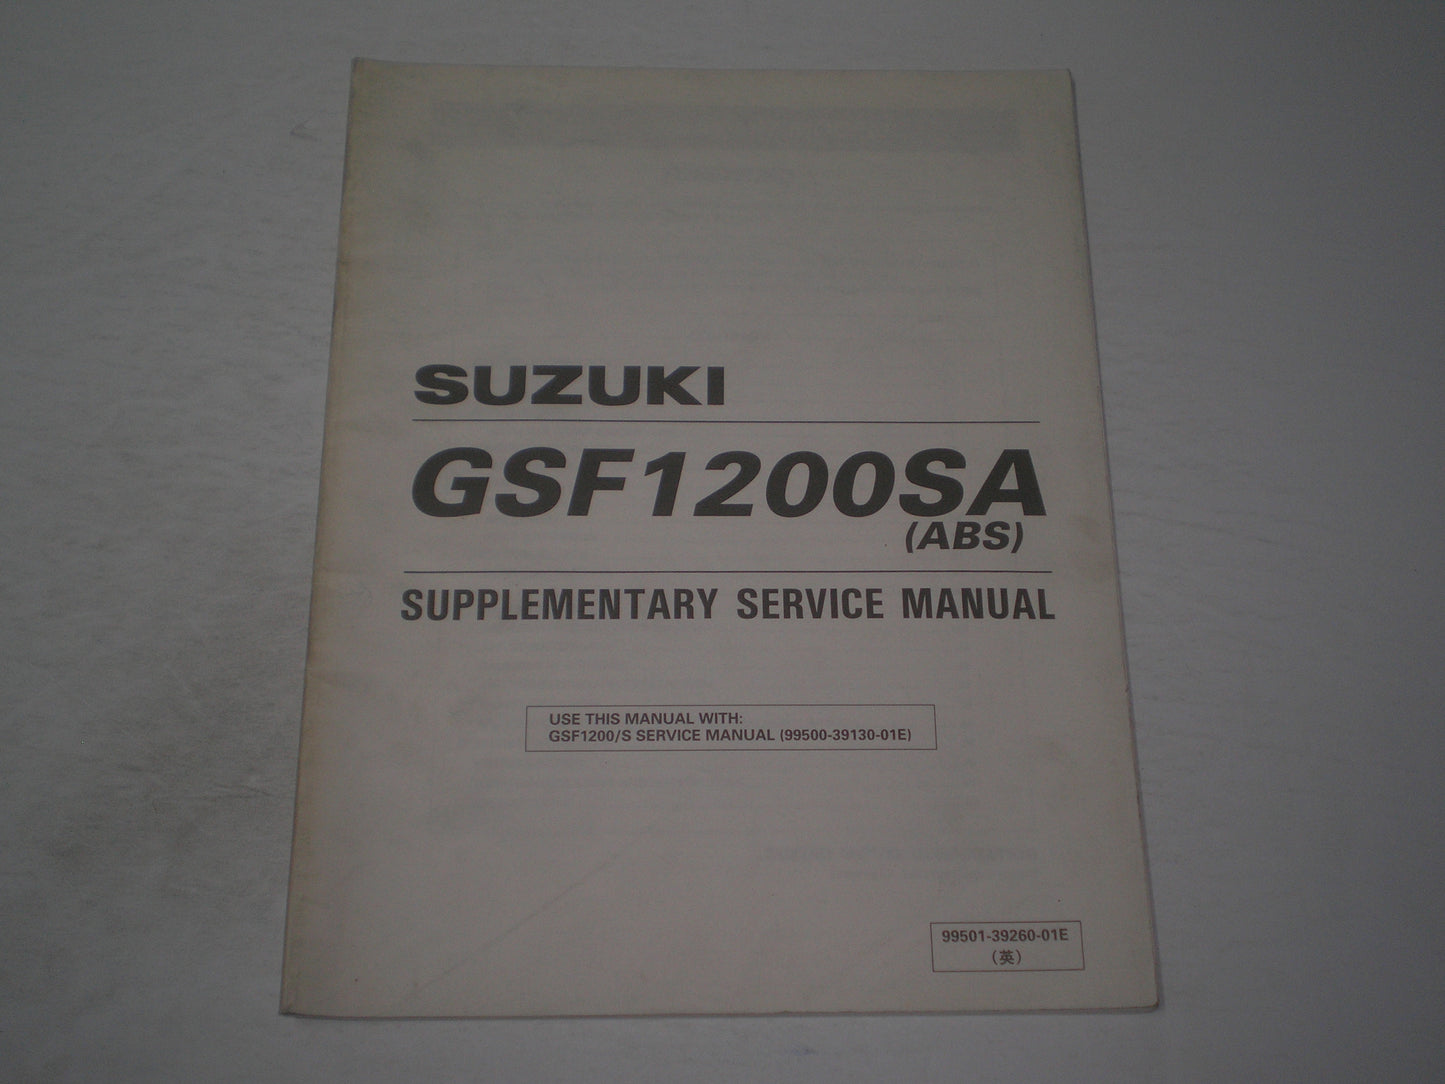 SUZUKI
GSF1200SA
(ABS)
SUPPLEMENTARY SERVICE MANUAL
USE THIS MANUAL WITH:
GSF1200/S SERVICE MANUAL (99500-39130-01E)
99501-39260-01E
(英)